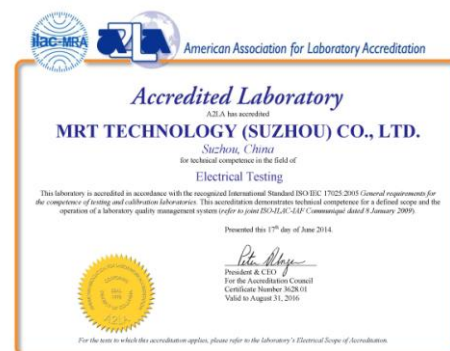 ilac-MRA
A2LA
American Association for Laboratory Accreditation
Accredited Laboratory
A2LA has accredited
MRT TECHNOLOGY (SUZHOU) CO., LTD.
Suzhou, China
for technical competence in the field of
Electrical Testing
This laboratory is accredited in accordance with the recognized International Standard ISO/IEC 17025:2005 General requirements for
the competence of testing and calibration laboratories. This accreditation demonstrates technical competence for a defined scope and the
operation of a laboratory quality management system (refer to joint ISO-ILAC-IAF Communiqué dated 8 January 2009).
Presented this 17th day of June 2014.
President & CEO
For the Accreditation Council
Certificate Number 3628.01
Valid to August 31, 2016
A2LA
For the tests to which this accreditation applies, please refer to the laboratory's Electrical Scope of Accreditation.